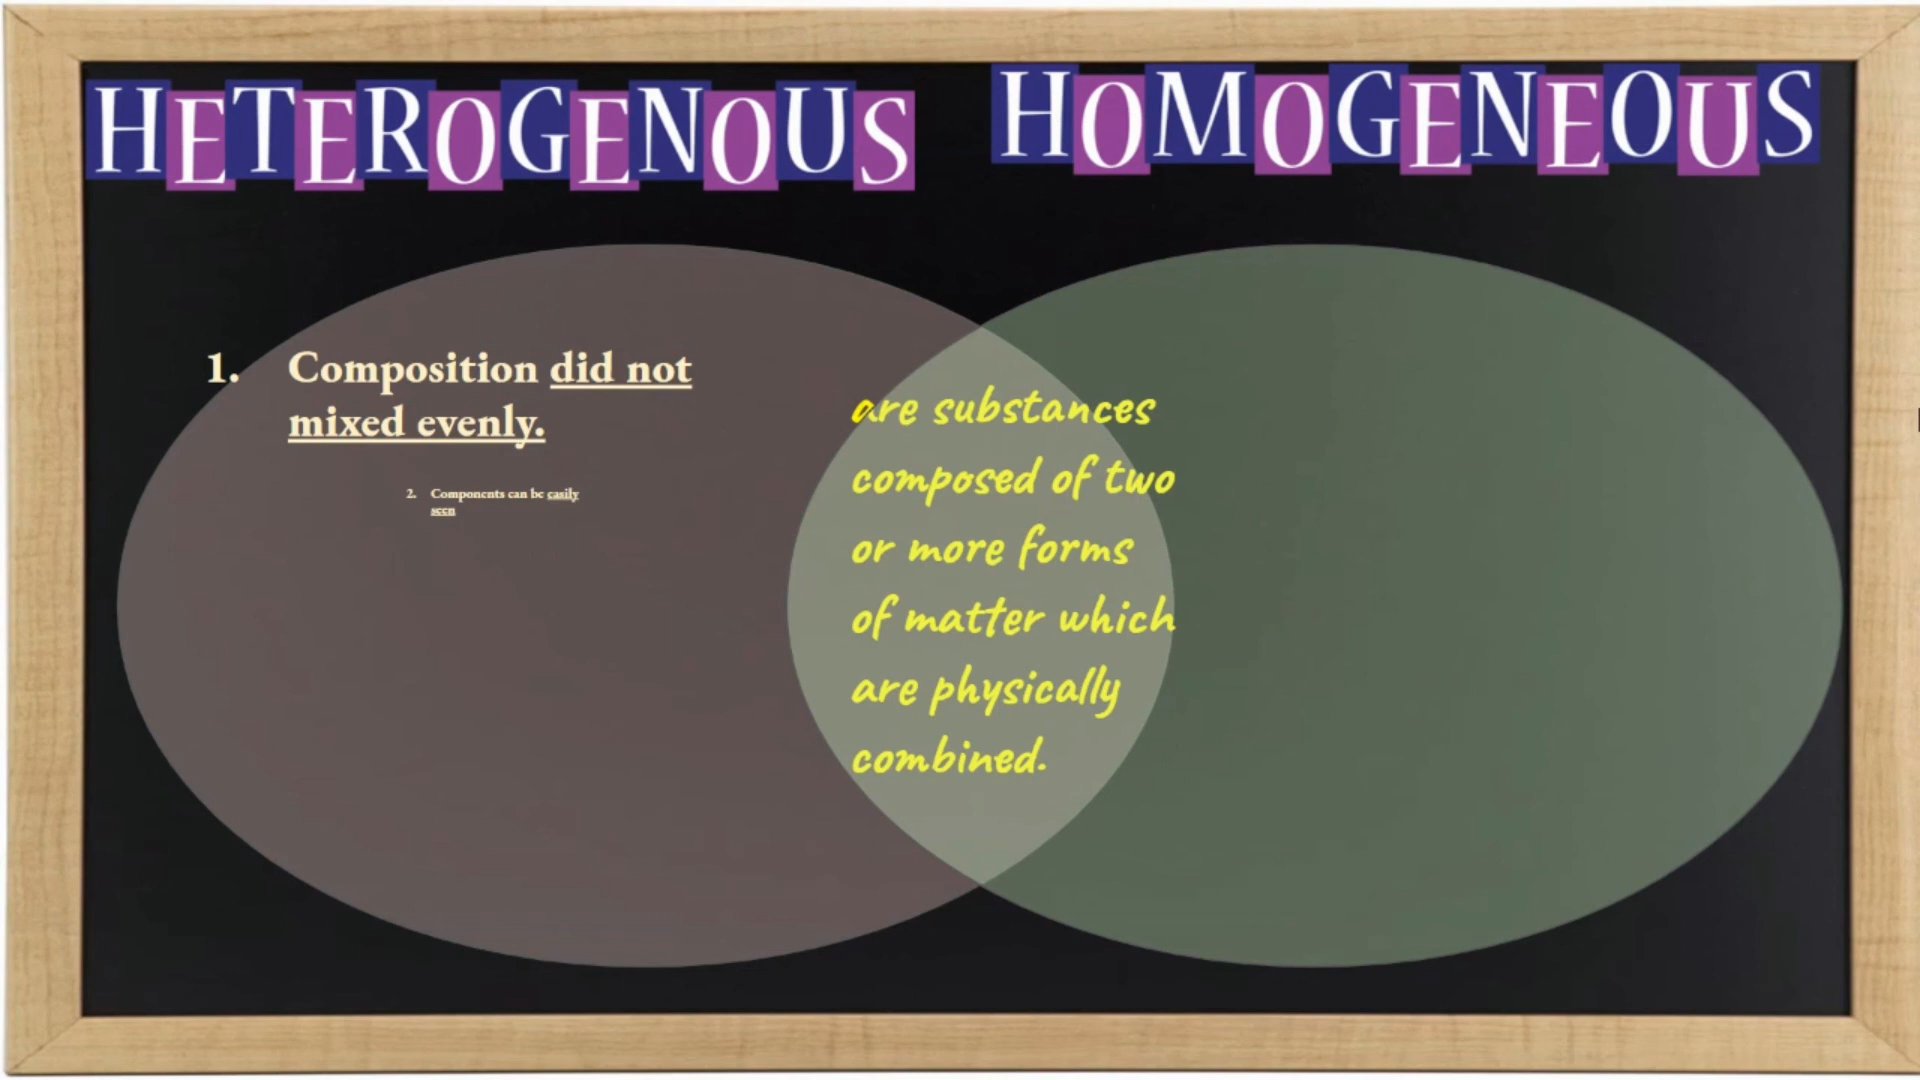 HETEROGENOUS
HOMOGENEOUS
1. Composition did not
mixed evenly.
2. Components can be easily
seen
are substances
composed of two
or more forms
of matter which
are physically
combined.